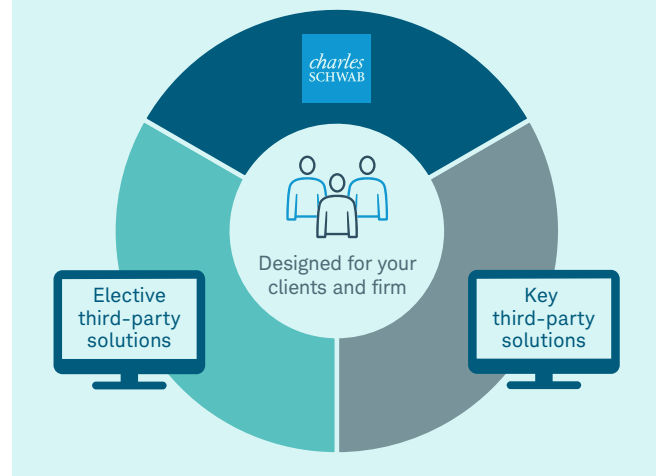 charles
SCHWAB
Designed for your
clients and firm
Elective
third-party
solutions
Key
third-party
solutions